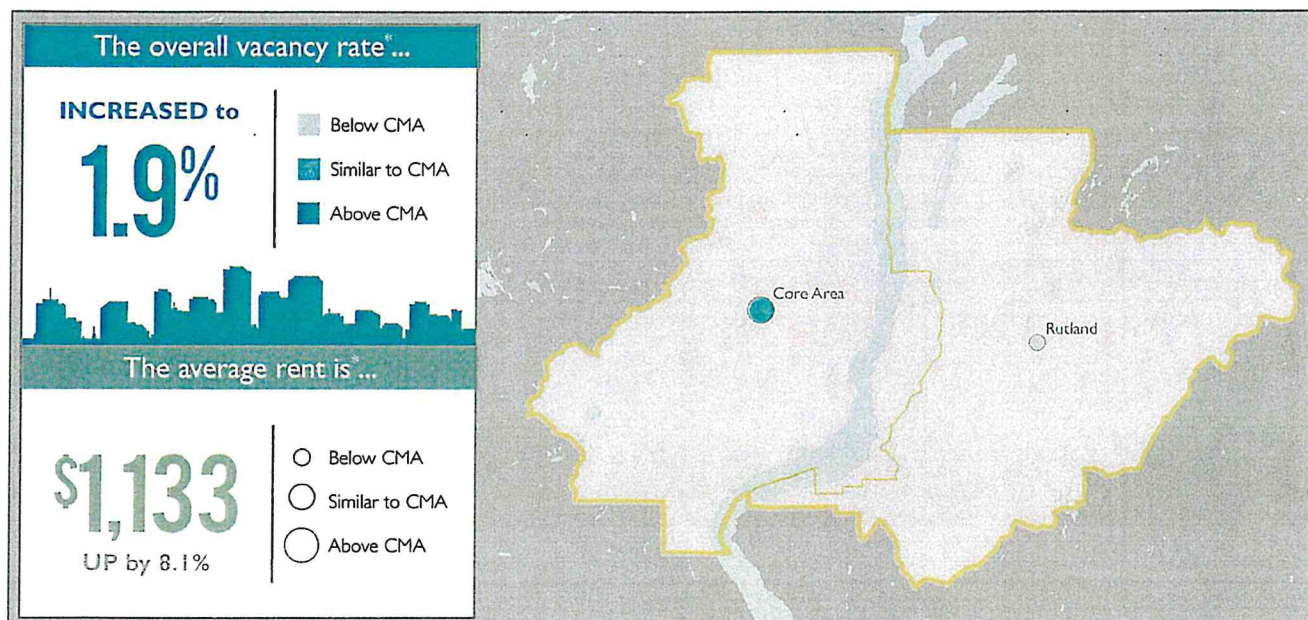 The overall vacancy rate*...
INCREASED to
1.9%
Below CMA
Similar to CMA
Above CMA
The average rent is*...
$1,133
UP by 8.1%
Below CMA
Similar to CMA
Above CMA
Core Area
Rutland